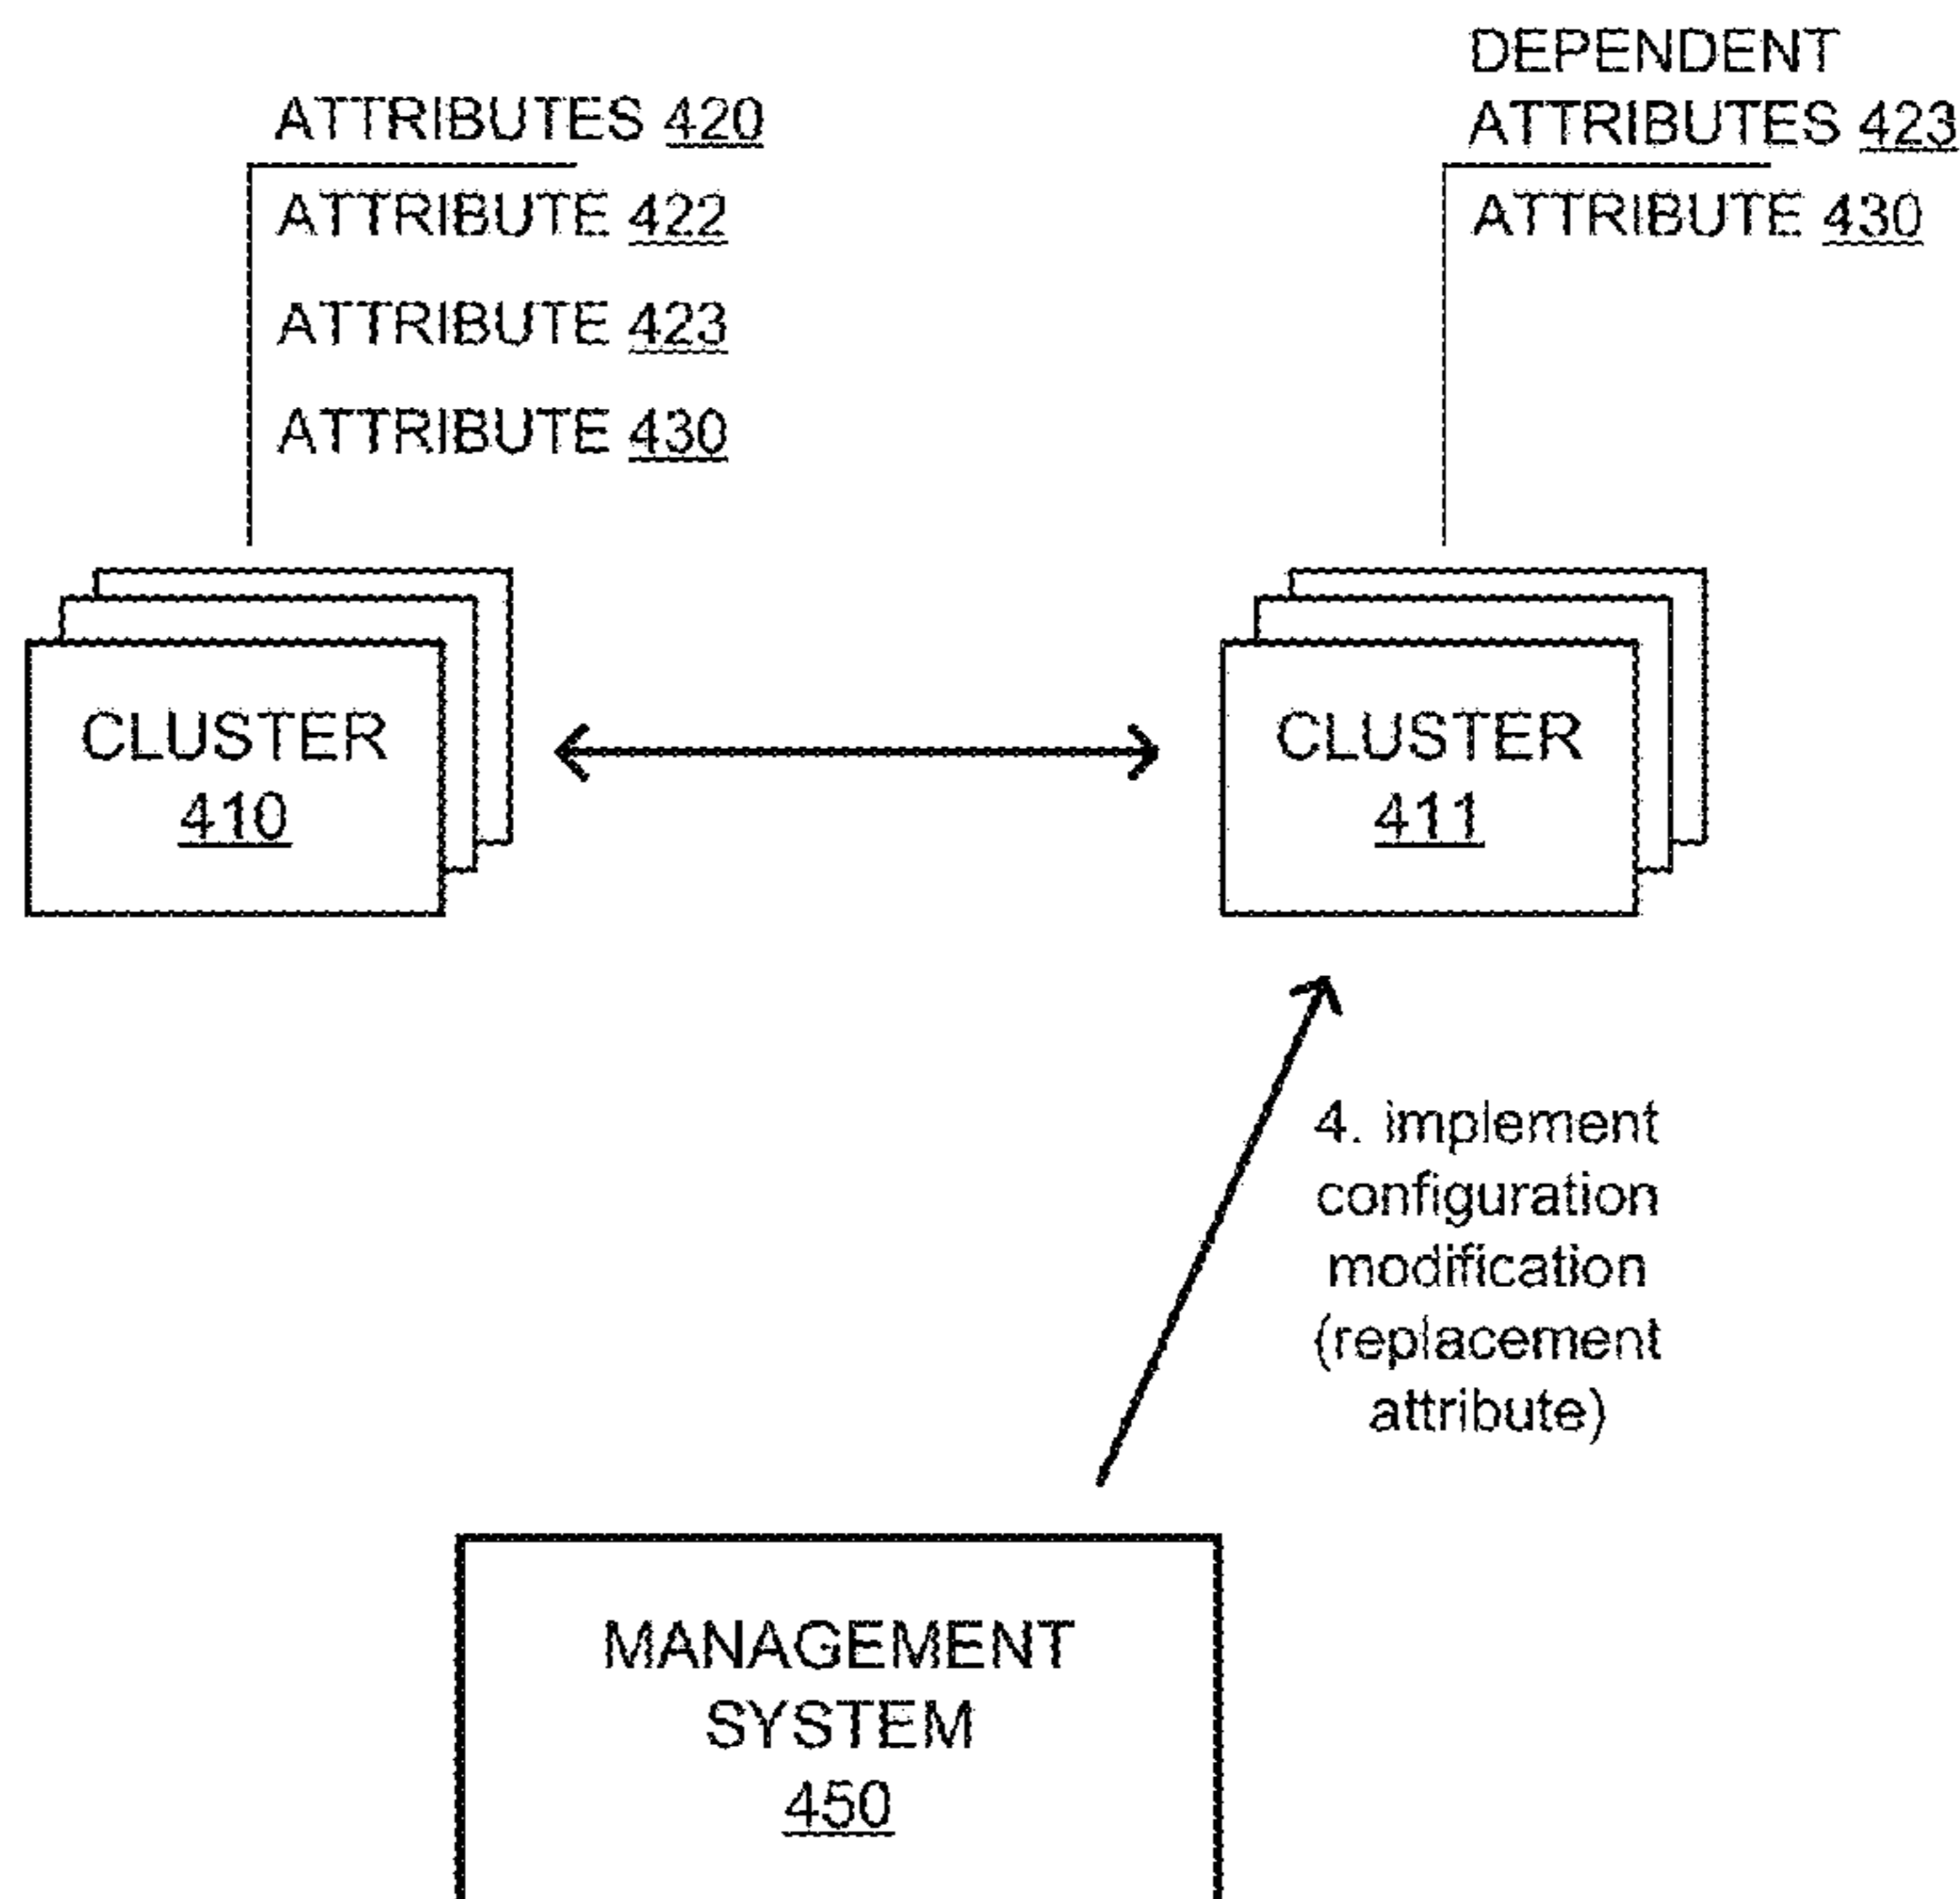 ATTRIBUTES 420
ATTRIBUTE 422
ATTRIBUTE 423
ATTRIBUTE 430
DEPENDENT
ATTRIBUTES 423
ATTRIBUTE 430
CLUSTER
410
CLUSTER
411
4. implement
configuration
modification
(replacement
attribute)
MANAGEMENT
SYSTEM
450